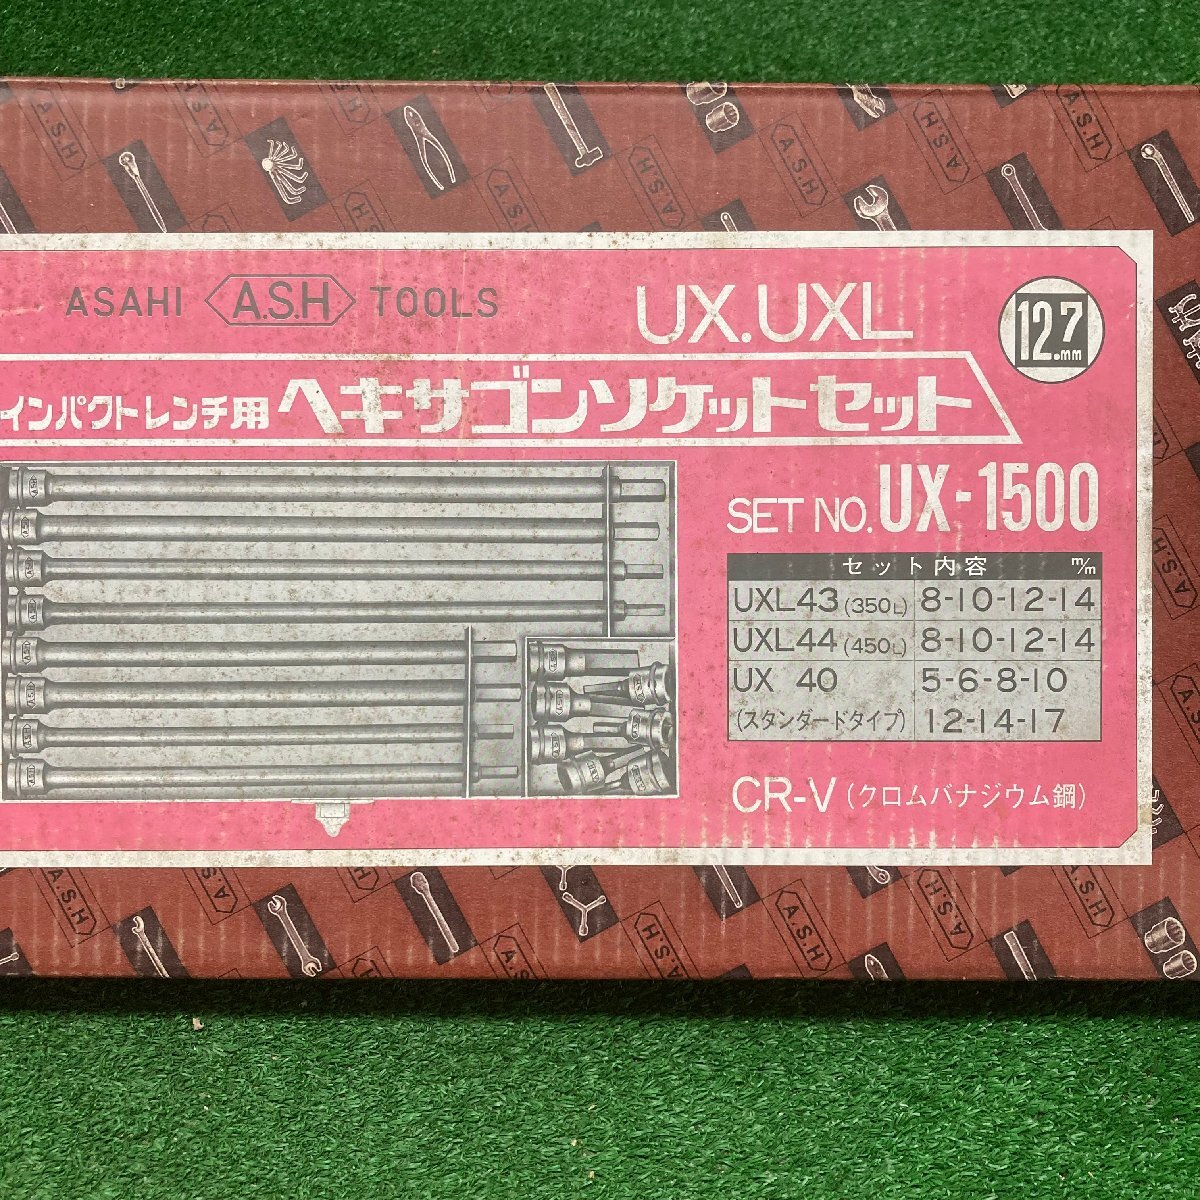 ASAHI A.S.H TOOLS
UX.UXL
12.7mm
インパクトレンチ用 ヘキサゴンソケットセット
SET NO. UX-1500
セット内容 m/m
UXL43 (350L) 8-10-12-14
UXL44 (450L) 8-10-12-14
UX 40 5-6-8-10
(スタンダードタイプ) 12-14-17
CR-V (クロムバナジウム鋼)